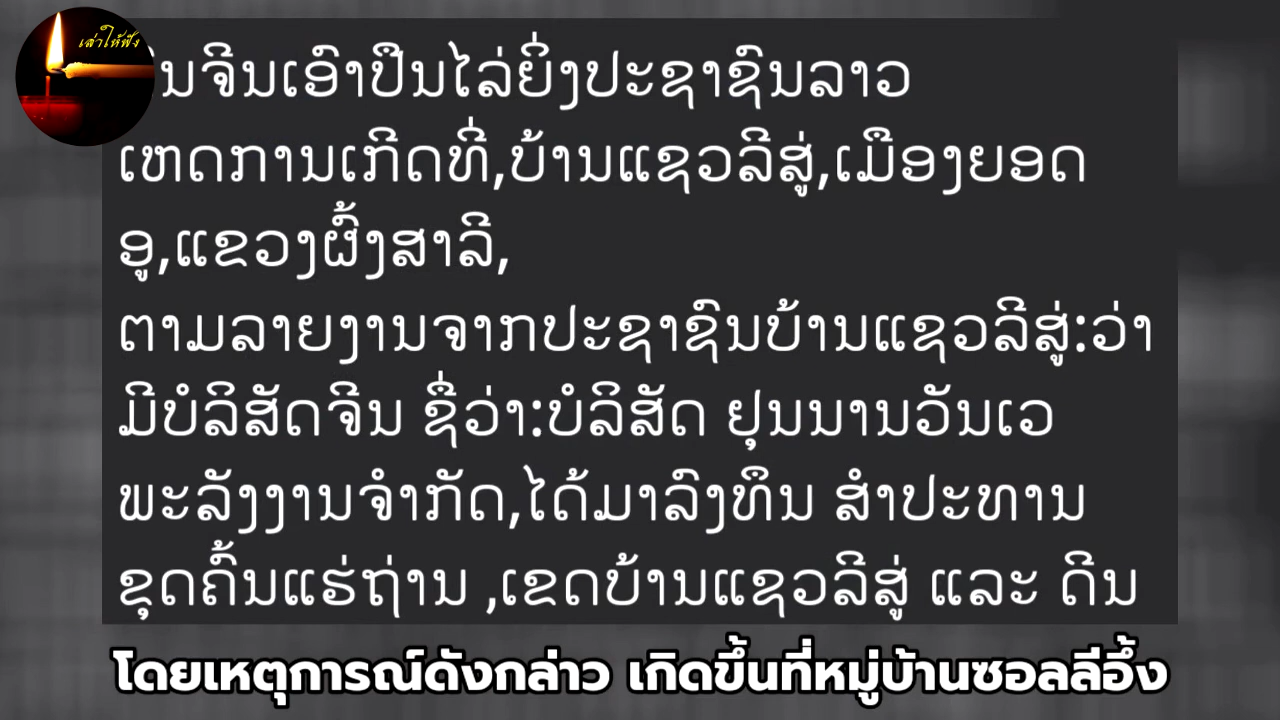 เล่าให้ฟัง
ຈີນເອົາປືນໄລ່ຍິ່ງປະຊາຊົນລາວ
ເຫດການເກີດທີ່,ບ້ານແຊວລີສູ່,ເມືອງຍອດ
ອູ,ແຂວງຜົ້ງສາລີ,
ຕາມລາຍງານຈາກປະຊາຊົນບ້ານແຊວລີສູ່:ວ່າ
ມີບໍລິສັດຈີນ ຊື່ວ່າ:ບໍລິສັດ ຢຸນນານວັນເວ
ພະລັງງານຈຳກັດ,ໄດ້ມາລົງທຶນ ສຳປະທານ
ຂຸດຄົ້ນແຮ່ຖ່ານ ,ເຂດບ້ານແຊວລີສູ່ ແລະ ດີນ
โดยเหตุการณ์ดังกล่าว เกิดขึ้นที่หมู่บ้านซอลลีอึ้ง